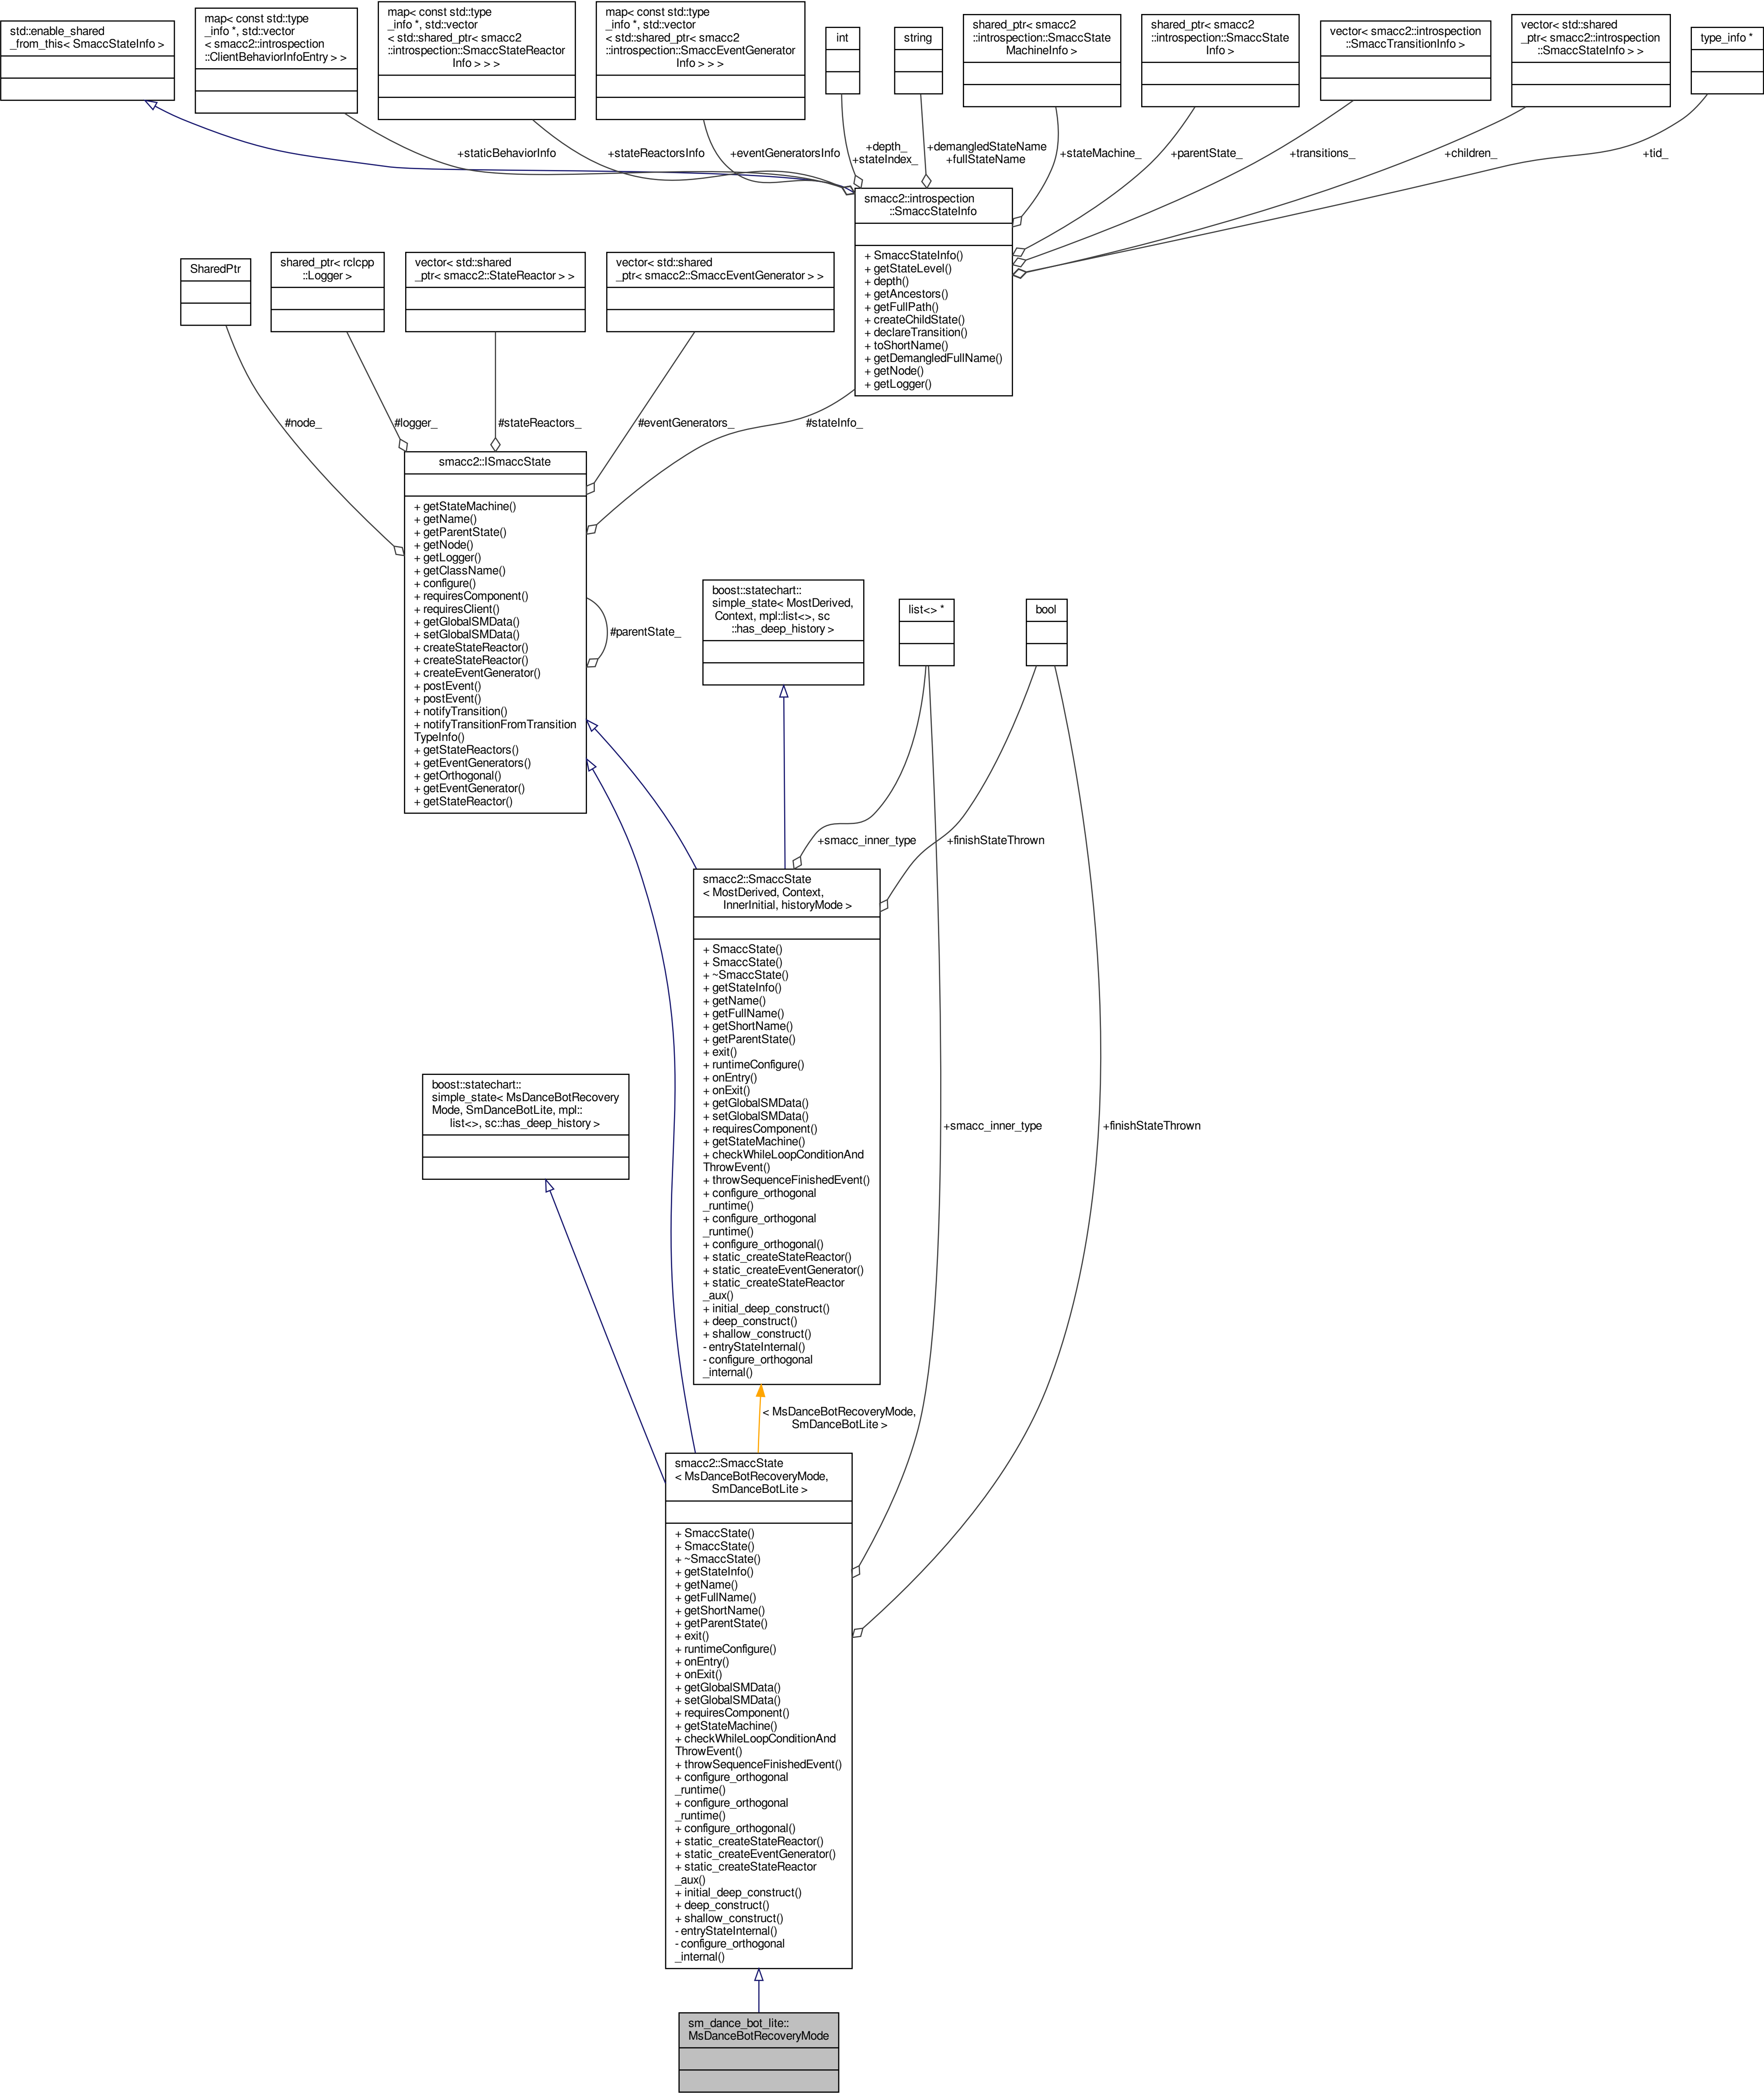 std::enable_shared
_from_this< SmaccStateInfo >
map< const std::type
_info *, std::vector
< smacc2::introspection
::ClientBehaviorInfoEntry > >
map< const std::type
_info *, std::vector
< std::shared_ptr< smacc2
::introspection::SmaccStateReactor
Info > > >
map< const std::type
_info *, std::vector
< std::shared_ptr< smacc2
::introspection::SmaccEventGenerator
Info > > >
int
string
shared_ptr< smacc2
::introspection::SmaccState
MachineInfo >
shared_ptr< smacc2
::introspection::SmaccState
Info >
vector< smacc2::introspection
::SmaccTransitionInfo >
vector< std::shared
_ptr< smacc2::introspection
::SmaccStateInfo > >
type_info *
+staticBehaviorInfo
+stateReactorsInfo
+eventGeneratorsInfo
+depth_
+stateIndex_
+demangledStateName
+fullStateName
+stateMachine_
+parentState_
+transitions_
+children_
+tid_
smacc2::introspection
::SmaccStateInfo
+ SmaccStateInfo()
+ getStateLevel()
+ depth()
+ getAncestors()
+ getFullPath()
+ createChildState()
+ declareTransition()
+ toShortName()
+ getDemangledFullName()
+ getNode()
+ getLogger()
SharedPtr
shared_ptr< rclcpp
::Logger >
vector< std::shared
_ptr< smacc2::StateReactor > >
vector< std::shared
_ptr< smacc2::SmaccEventGenerator > >
#node_
#logger_
#stateReactors_
#eventGenerators_
#stateInfo_
smacc2::ISmaccState
+ getStateMachine()
+ getName()
+ getParentState()
+ getNode()
+ getLogger()
+ getClassName()
+ configure()
+ requiresComponent()
+ requiresClient()
+ getGlobalSMData()
+ setGlobalSMData()
+ createStateReactor()
+ createStateReactor()
+ createEventGenerator()
+ postEvent()
+ postEvent()
+ notifyTransition()
+ notifyTransitionFromTransition
TypeInfo()
+ getStateReactors()
+ getEventGenerators()
+ getOrthogonal()
+ getEventGenerator()
+ getStateReactor()
#parentState_
boost::statechart::
simple_state< MostDerived,
Context, mpl::list<>, sc
::has_deep_history >
list<> *
bool
+smacc_inner_type
+finishStateThrown
smacc2::SmaccState
< MostDerived, Context,
InnerInitial, historyMode >
+ SmaccState()
+ SmaccState()
+ ~SmaccState()
+ getStateInfo()
+ getName()
+ getFullName()
+ getShortName()
+ getParentState()
+ exit()
+ runtimeConfigure()
+ onEntry()
+ onExit()
+ getGlobalSMData()
+ setGlobalSMData()
+ requiresComponent()
+ getStateMachine()
+ checkWhileLoopConditionAnd
ThrowEvent()
+ throwSequenceFinishedEvent()
+ configure_orthogonal
_runtime()
+ configure_orthogonal
_runtime()
+ configure_orthogonal()
+ static_createStateReactor()
+ static_createEventGenerator()
+ static_createStateReactor
_aux()
+ initial_deep_construct()
+ deep_construct()
+ shallow_construct()
- entryStateInternal()
- configure_orthogonal
_internal()
boost::statechart::
simple_state< MsDanceBotRecovery
Mode, SmDanceBotLite, mpl::
list<>, sc::has_deep_history >
+smacc_inner_type
+finishStateThrown
< MsDanceBotRecoveryMode,
SmDanceBotLite >
smacc2::SmaccState
< MsDanceBotRecoveryMode,
SmDanceBotLite >
+ SmaccState()
+ SmaccState()
+ ~SmaccState()
+ getStateInfo()
+ getName()
+ getFullName()
+ getShortName()
+ getParentState()
+ exit()
+ runtimeConfigure()
+ onEntry()
+ onExit()
+ getGlobalSMData()
+ setGlobalSMData()
+ requiresComponent()
+ getStateMachine()
+ checkWhileLoopConditionAnd
ThrowEvent()
+ throwSequenceFinishedEvent()
+ configure_orthogonal
_runtime()
+ configure_orthogonal
_runtime()
+ configure_orthogonal()
+ static_createStateReactor()
+ static_createEventGenerator()
+ static_createStateReactor
_aux()
+ initial_deep_construct()
+ deep_construct()
+ shallow_construct()
- entryStateInternal()
- configure_orthogonal
_internal()
sm_dance_bot_lite::
MsDanceBotRecoveryMode